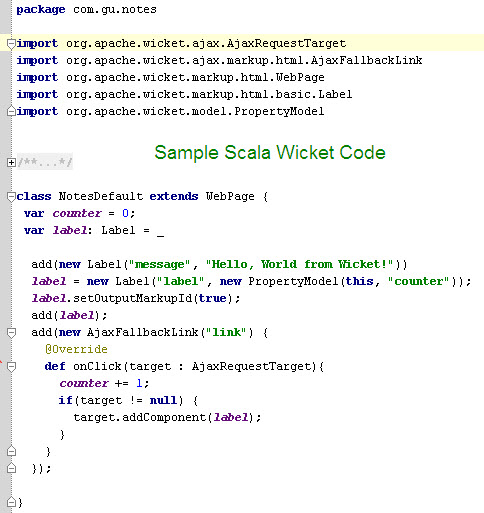 package com.gu.notes
import org.apache.wicket.ajax.AjaxRequestTarget
import org.apache.wicket.ajax.markup.html.AjaxFallbackLink
import org.apache.wicket.markup.html.WebPage
import org.apache.wicket.markup.html.basic.Label
import org.apache.wicket.model.PropertyModel
Sample Scala Wicket Code
/**...*/
class NotesDefault extends WebPage {
var counter = 0;
var label: Label = _
add(new Label("message", "Hello, World from Wicket!"))
label = new Label("label", new PropertyModel(this, "counter"));
label.setOutputMarkupId(true);
add(label);
add(new AjaxFallbackLink("link") {
@Override
def onClick(target : AjaxRequestTarget){
counter += 1;
if(target != null) {
target.addComponent(label);
}
}
});
}